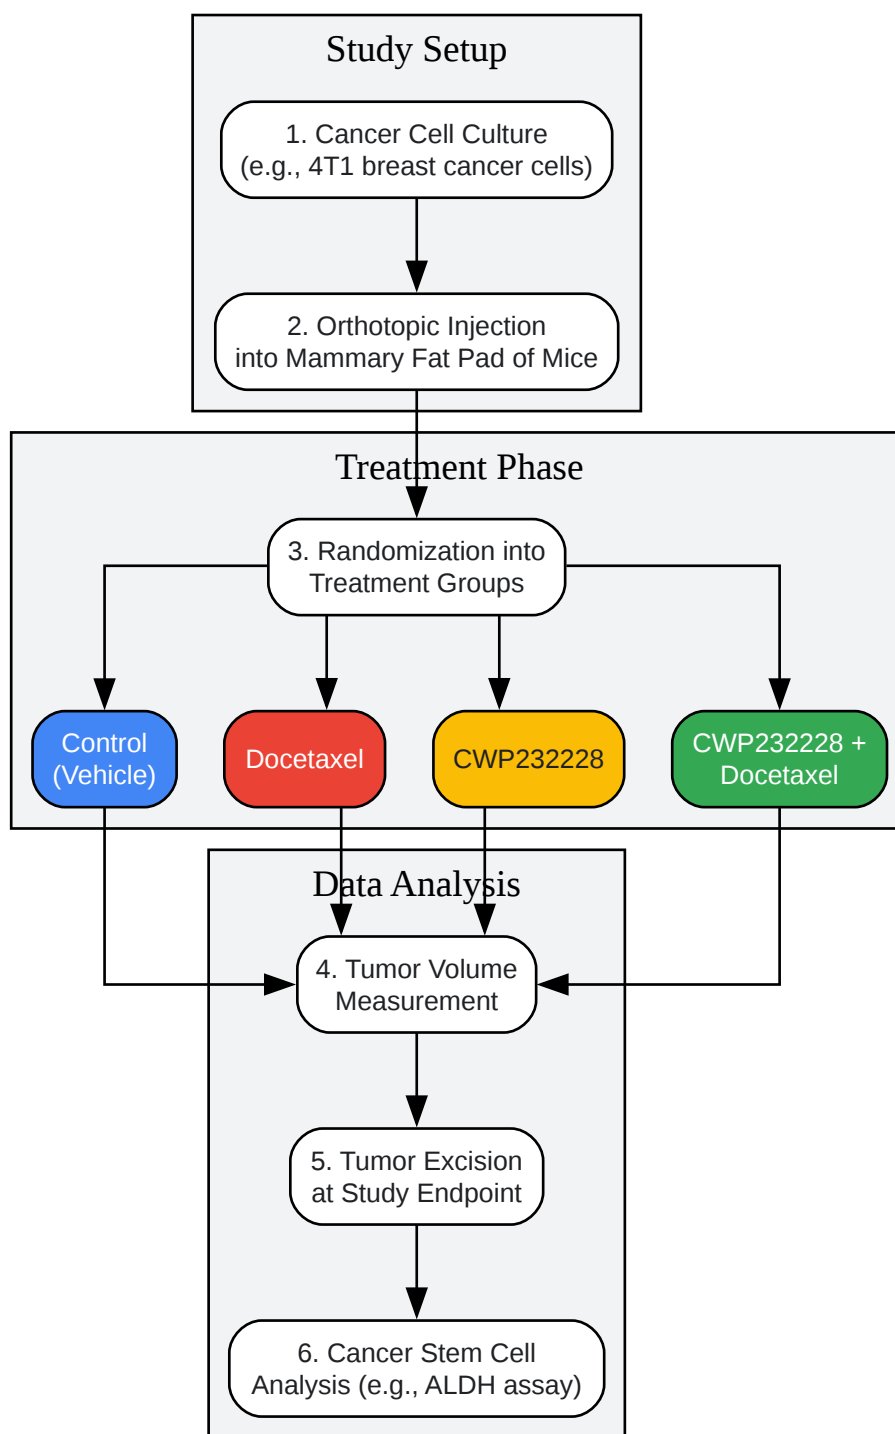 Study Setup
1. Cancer Cell Culture
(e.g., 4T1 breast cancer cells)
2. Orthotopic Injection
into Mammary Fat Pad of Mice
Treatment Phase
3. Randomization into
Treatment Groups
Control
(Vehicle)
Docetaxel
CWP232228
CWP232228 +
Docetaxel
Data Analysis
4. Tumor Volume
Measurement
5. Tumor Excision
at Study Endpoint
6. Cancer Stem Cell
Analysis (e.g., ALDH assay)